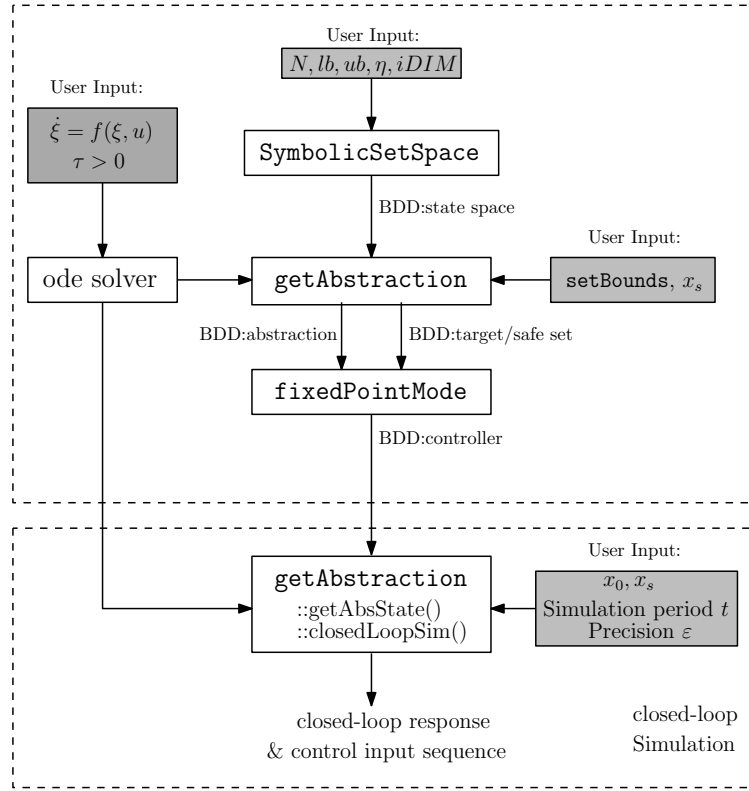 User Input:
N, lb, ub, η, iDIM
User Input:
ξ̇ = f(ξ, u)
τ > 0
SymbolicSetSpace
BDD:state space
User Input:
ode solver
getAbstraction
setBounds, x_s
BDD:abstraction
BDD:target/safe set
fixedPointMode
BDD:controller
User Input:
getAbstraction
::getAbsState()
::closedLoopSim()
x_0, x_s
Simulation period t
Precision ε
closed-loop response
& control input sequence
closed-loop
Simulation